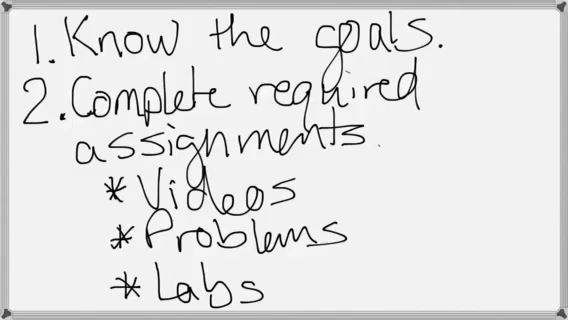 1. Know the goals.
2. Complete required
assignments.
* Videos
* Problems
* Labs